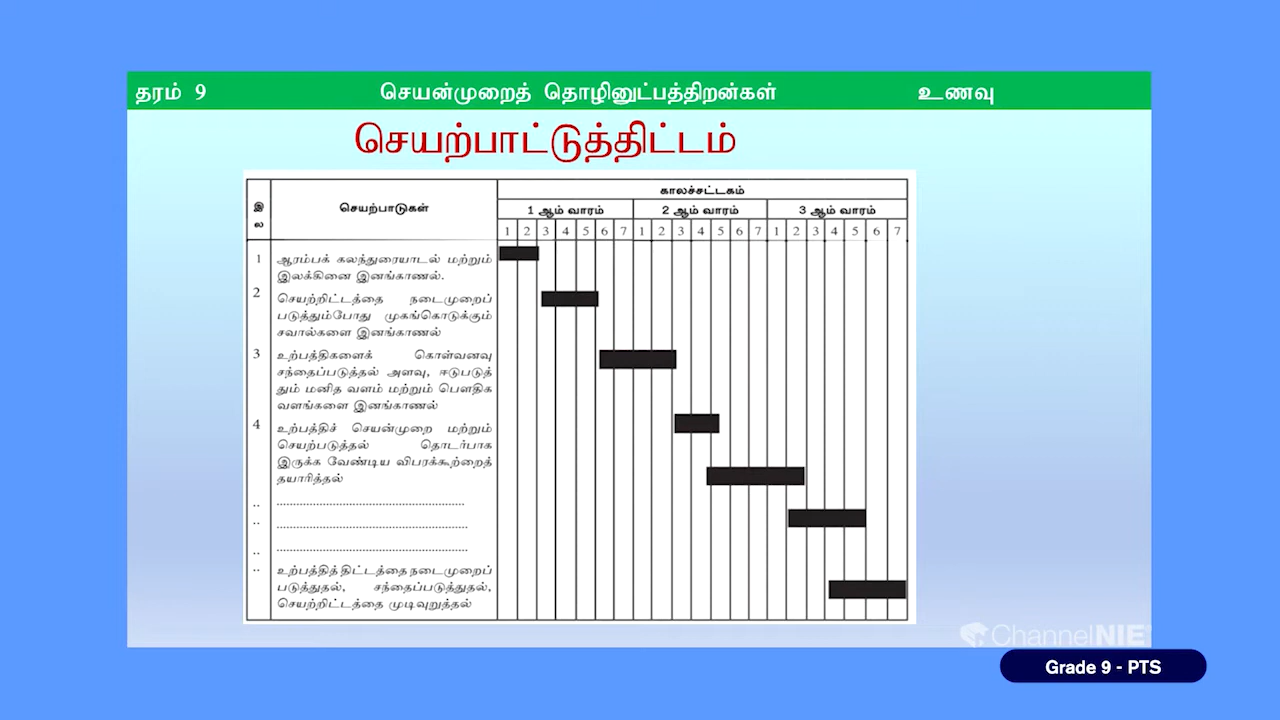 தரம் 9 செயன்முறைத் தொழினுட்பத்திறன்கள் உணவு
செயற்பாட்டுத்திட்டம்
இ
ல
செயற்பாடுகள்
காலச்சட்டகம்
1 ஆம் வாரம் 2 ஆம் வாரம் 3 ஆம் வாரம்
1 2 3 4 5 6 7 1 2 3 4 5 6 7 1 2 3 4 5 6 7
1 ஆரம்பக் கலந்துரையாடல் மற்றும்
இலக்கினை இனங்காணல்.
2 செயற்றிட்டத்தை நடைமுறைப்
படுத்தும்போது முகங்கொடுக்கும்
சவால்களை இனங்காணல்
3 உற்பத்திகளைக் கொள்வனவு
சந்தைப்படுத்தல் அளவு, ஈடுபடுத்
தும் மனித வளம் மற்றும் பௌதிக
வளங்களை இனங்காணல்
4 உற்பத்திச் செயன்முறை மற்றும்
செயற்படுத்தல் தொடர்பாக
இருக்க வேண்டிய விபரக்கூற்றைத்
தயாரித்தல்
.. ................................................................
.. ................................................................
.. ................................................................
.. உற்பத்தித் திட்டத்தை நடைமுறைப்
படுத்துதல், சந்தைப்படுத்துதல்,
செயற்றிட்டத்தை முடிவுறுத்தல்
ChannelNIE
Grade 9 - PTS